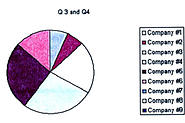 Q 3 and Q4
Company #1
Company #2
Company #3
Company #4
Company #5
Company #6
Company #7
Company #8
Company #9